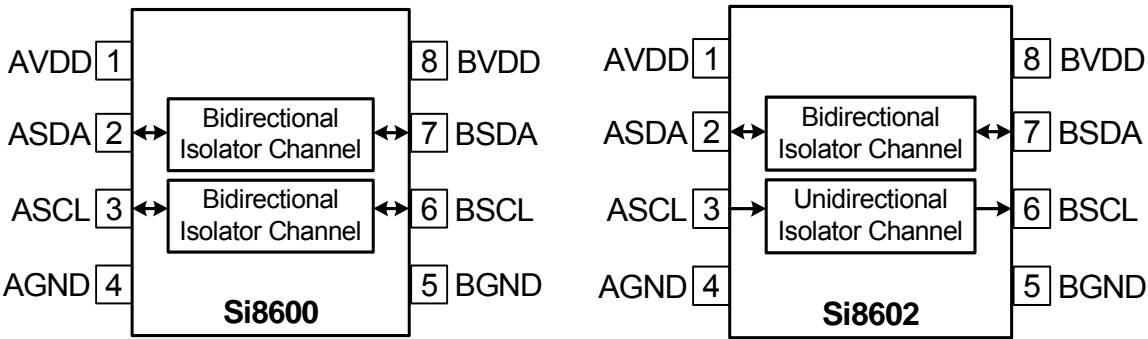 AVDD 1
8 BVDD
ASDA 2
Bidirectional
Isolator Channel
7 BSDA
ASCL 3
Bidirectional
Isolator Channel
6 BSCL
AGND 4
5 BGND
Si8600
AVDD 1
8 BVDD
ASDA 2
Bidirectional
Isolator Channel
7 BSDA
ASCL 3
Unidirectional
Isolator Channel
6 BSCL
AGND 4
5 BGND
Si8602